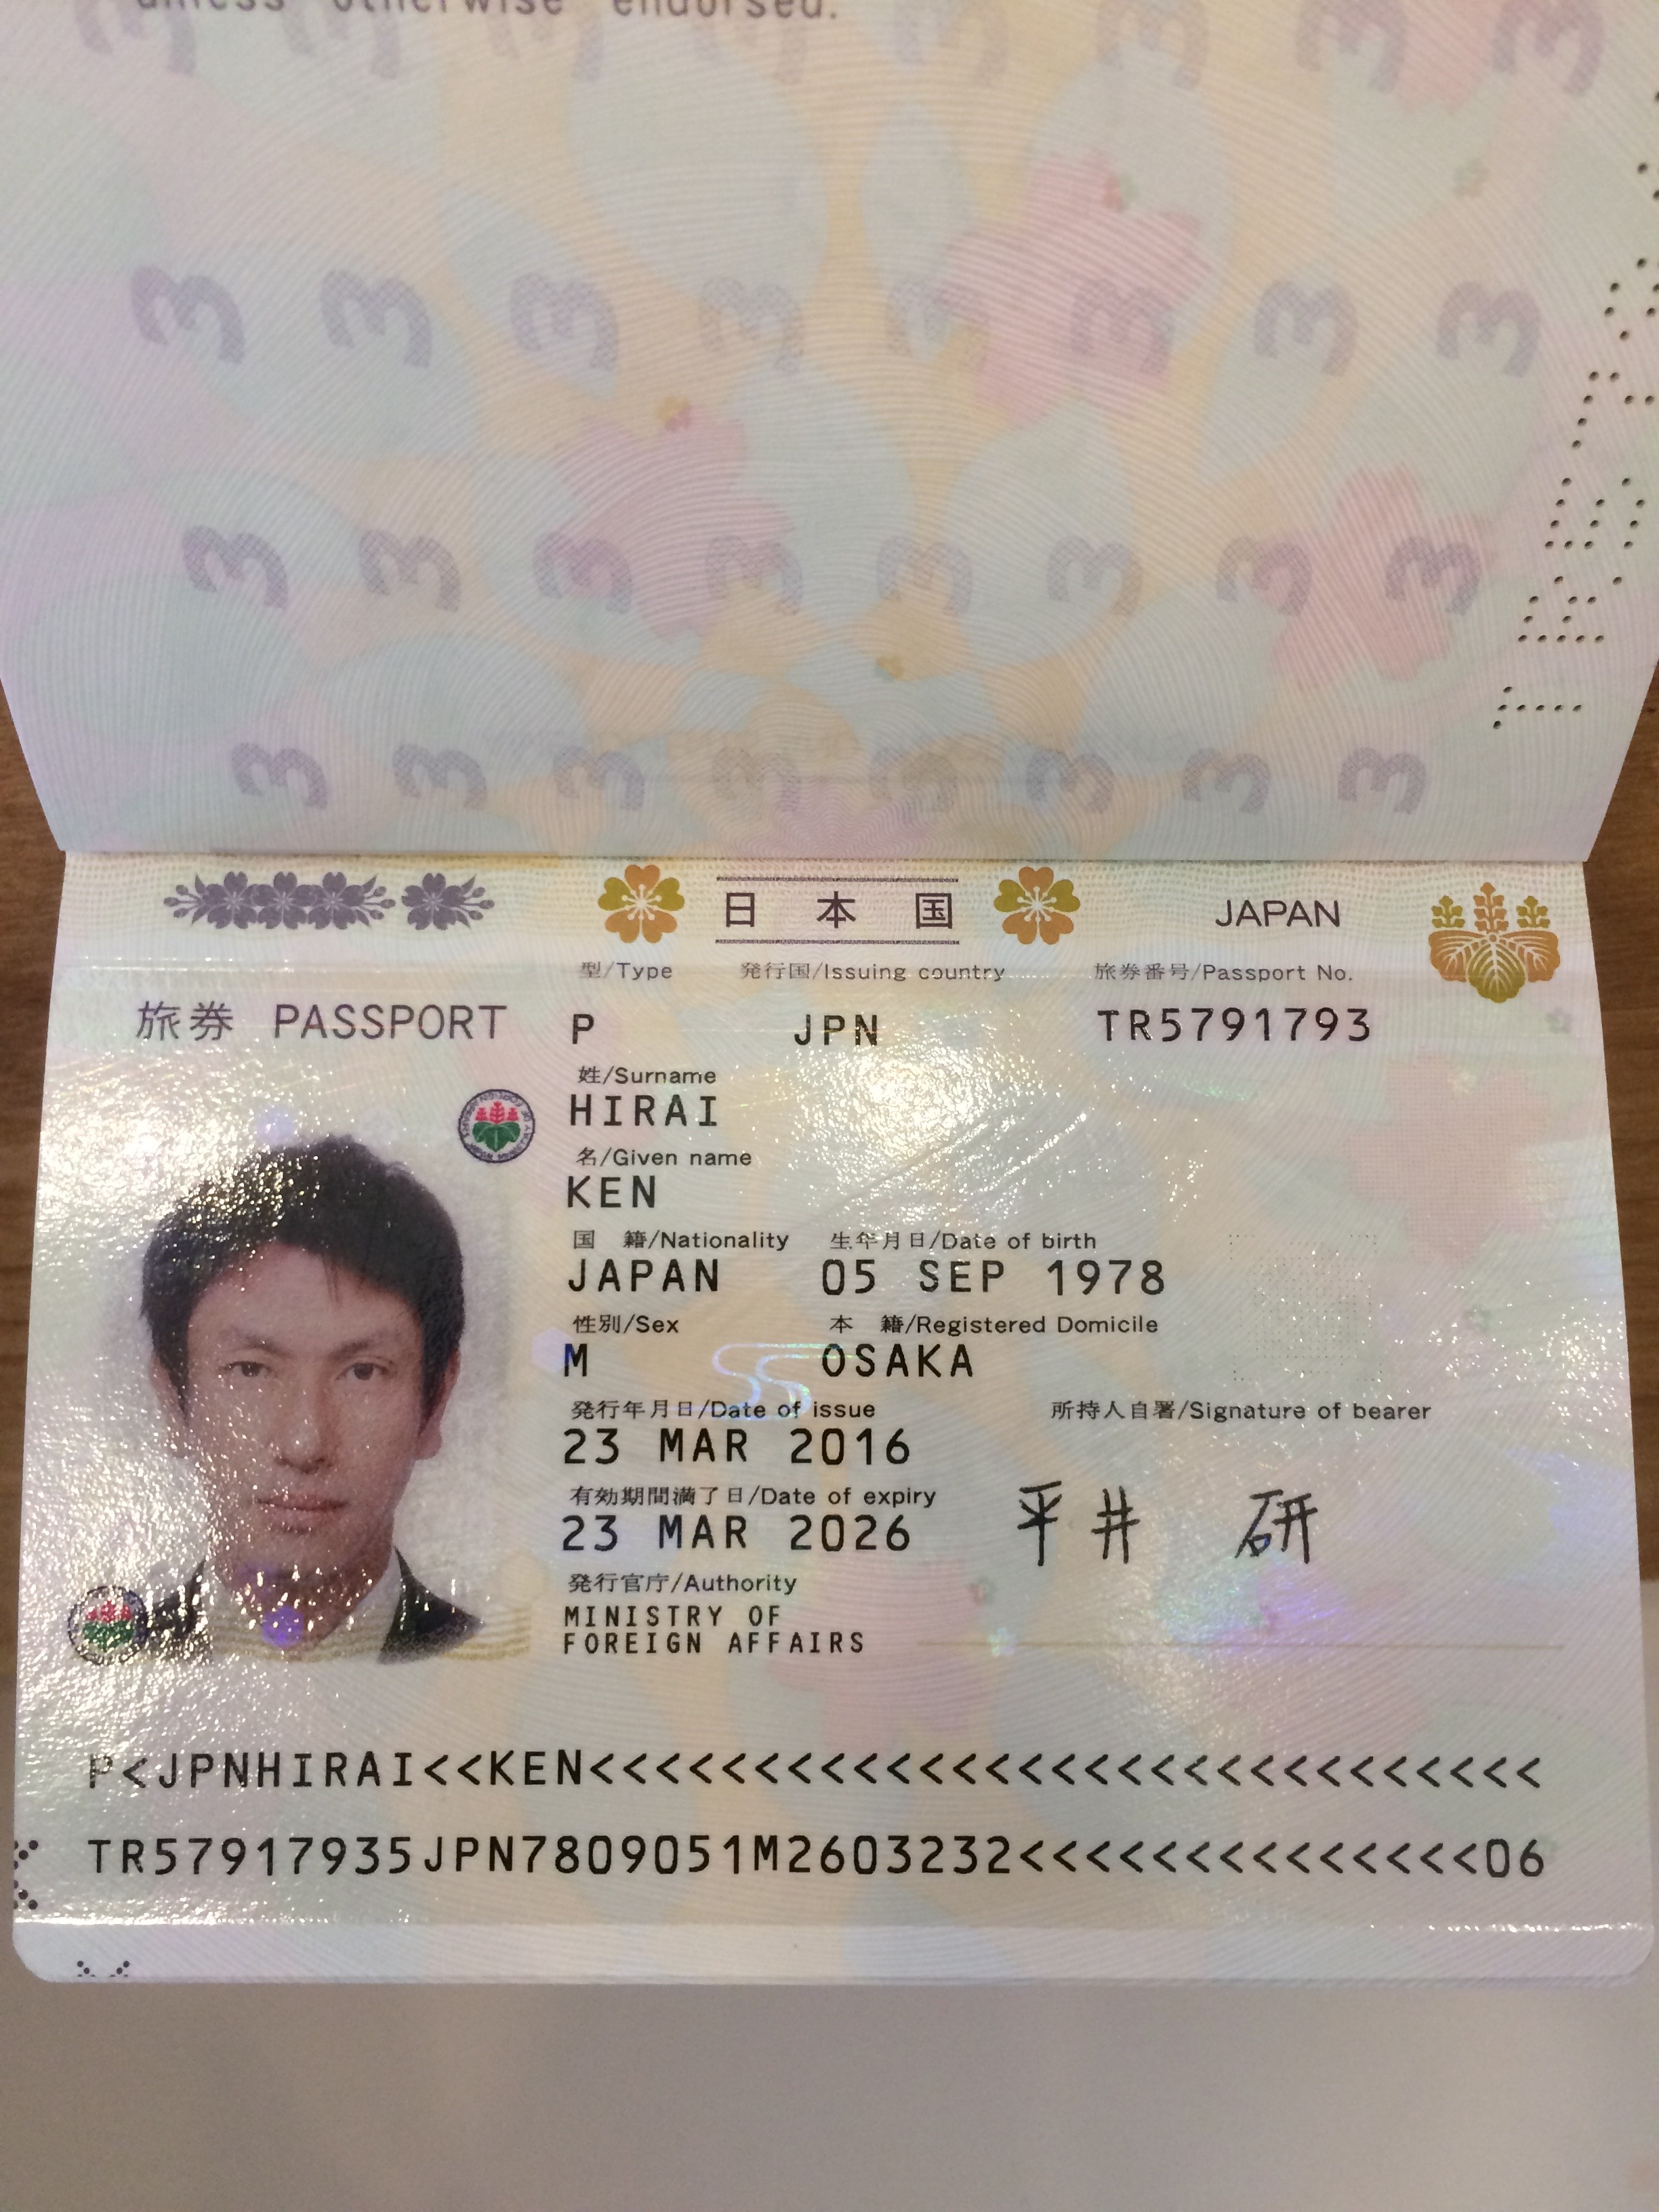 unless otherwise endorsed.
日本国 JAPAN
型/Type 発行国/Issuing country 旅券番号/Passport No.
旅券 PASSPORT P JPN TR5791793
姓/Surname
HIRAI
名/Given name
KEN
国 籍/Nationality 生年月日/Date of birth
JAPAN 05 SEP 1978
性別/Sex 本 籍/Registered Domicile
M OSAKA
発行年月日/Date of issue 所持人自署/Signature of bearer
23 MAR 2016
有効期間満了日/Date of expiry
23 MAR 2026 平井 研
発行官庁/Authority
MINISTRY OF
FOREIGN AFFAIRS
P<JPNHIRAI<<KEN<<<<<<<<<<<<<<<<<<<<<<<<<<<<<
TR57917935JPN7809051M2603232<<<<<<<<<<<<<<06